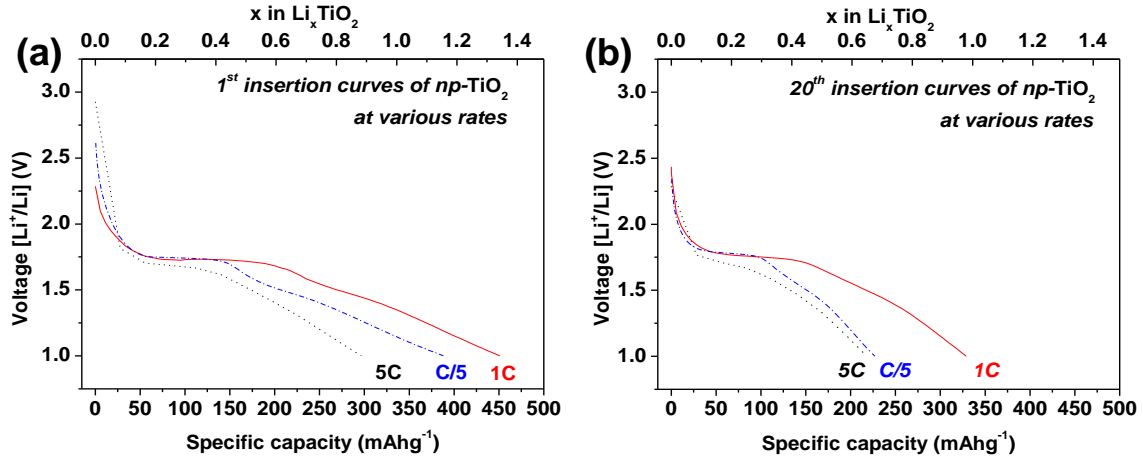 x in LiₓTiO₂
0.0 0.2 0.4 0.6 0.8 1.0 1.2 1.4
(a)
1ˢᵗ insertion curves of np-TiO₂
at various rates
3.0
2.5
2.0
1.5
1.0
Voltage [Li⁺/Li] (V)
5C C/5 1C
0 50 100 150 200 250 300 350 400 450 500
Specific capacity (mAhg⁻¹)
x in LiₓTiO₂
0.0 0.2 0.4 0.6 0.8 1.0 1.2 1.4
(b)
20ᵗʰ insertion curves of np-TiO₂
at various rates
3.0
2.5
2.0
1.5
1.0
Voltage [Li⁺/Li] (V)
5C C/5 1C
0 50 100 150 200 250 300 350 400 450 500
Specific capacity (mAhg⁻¹)